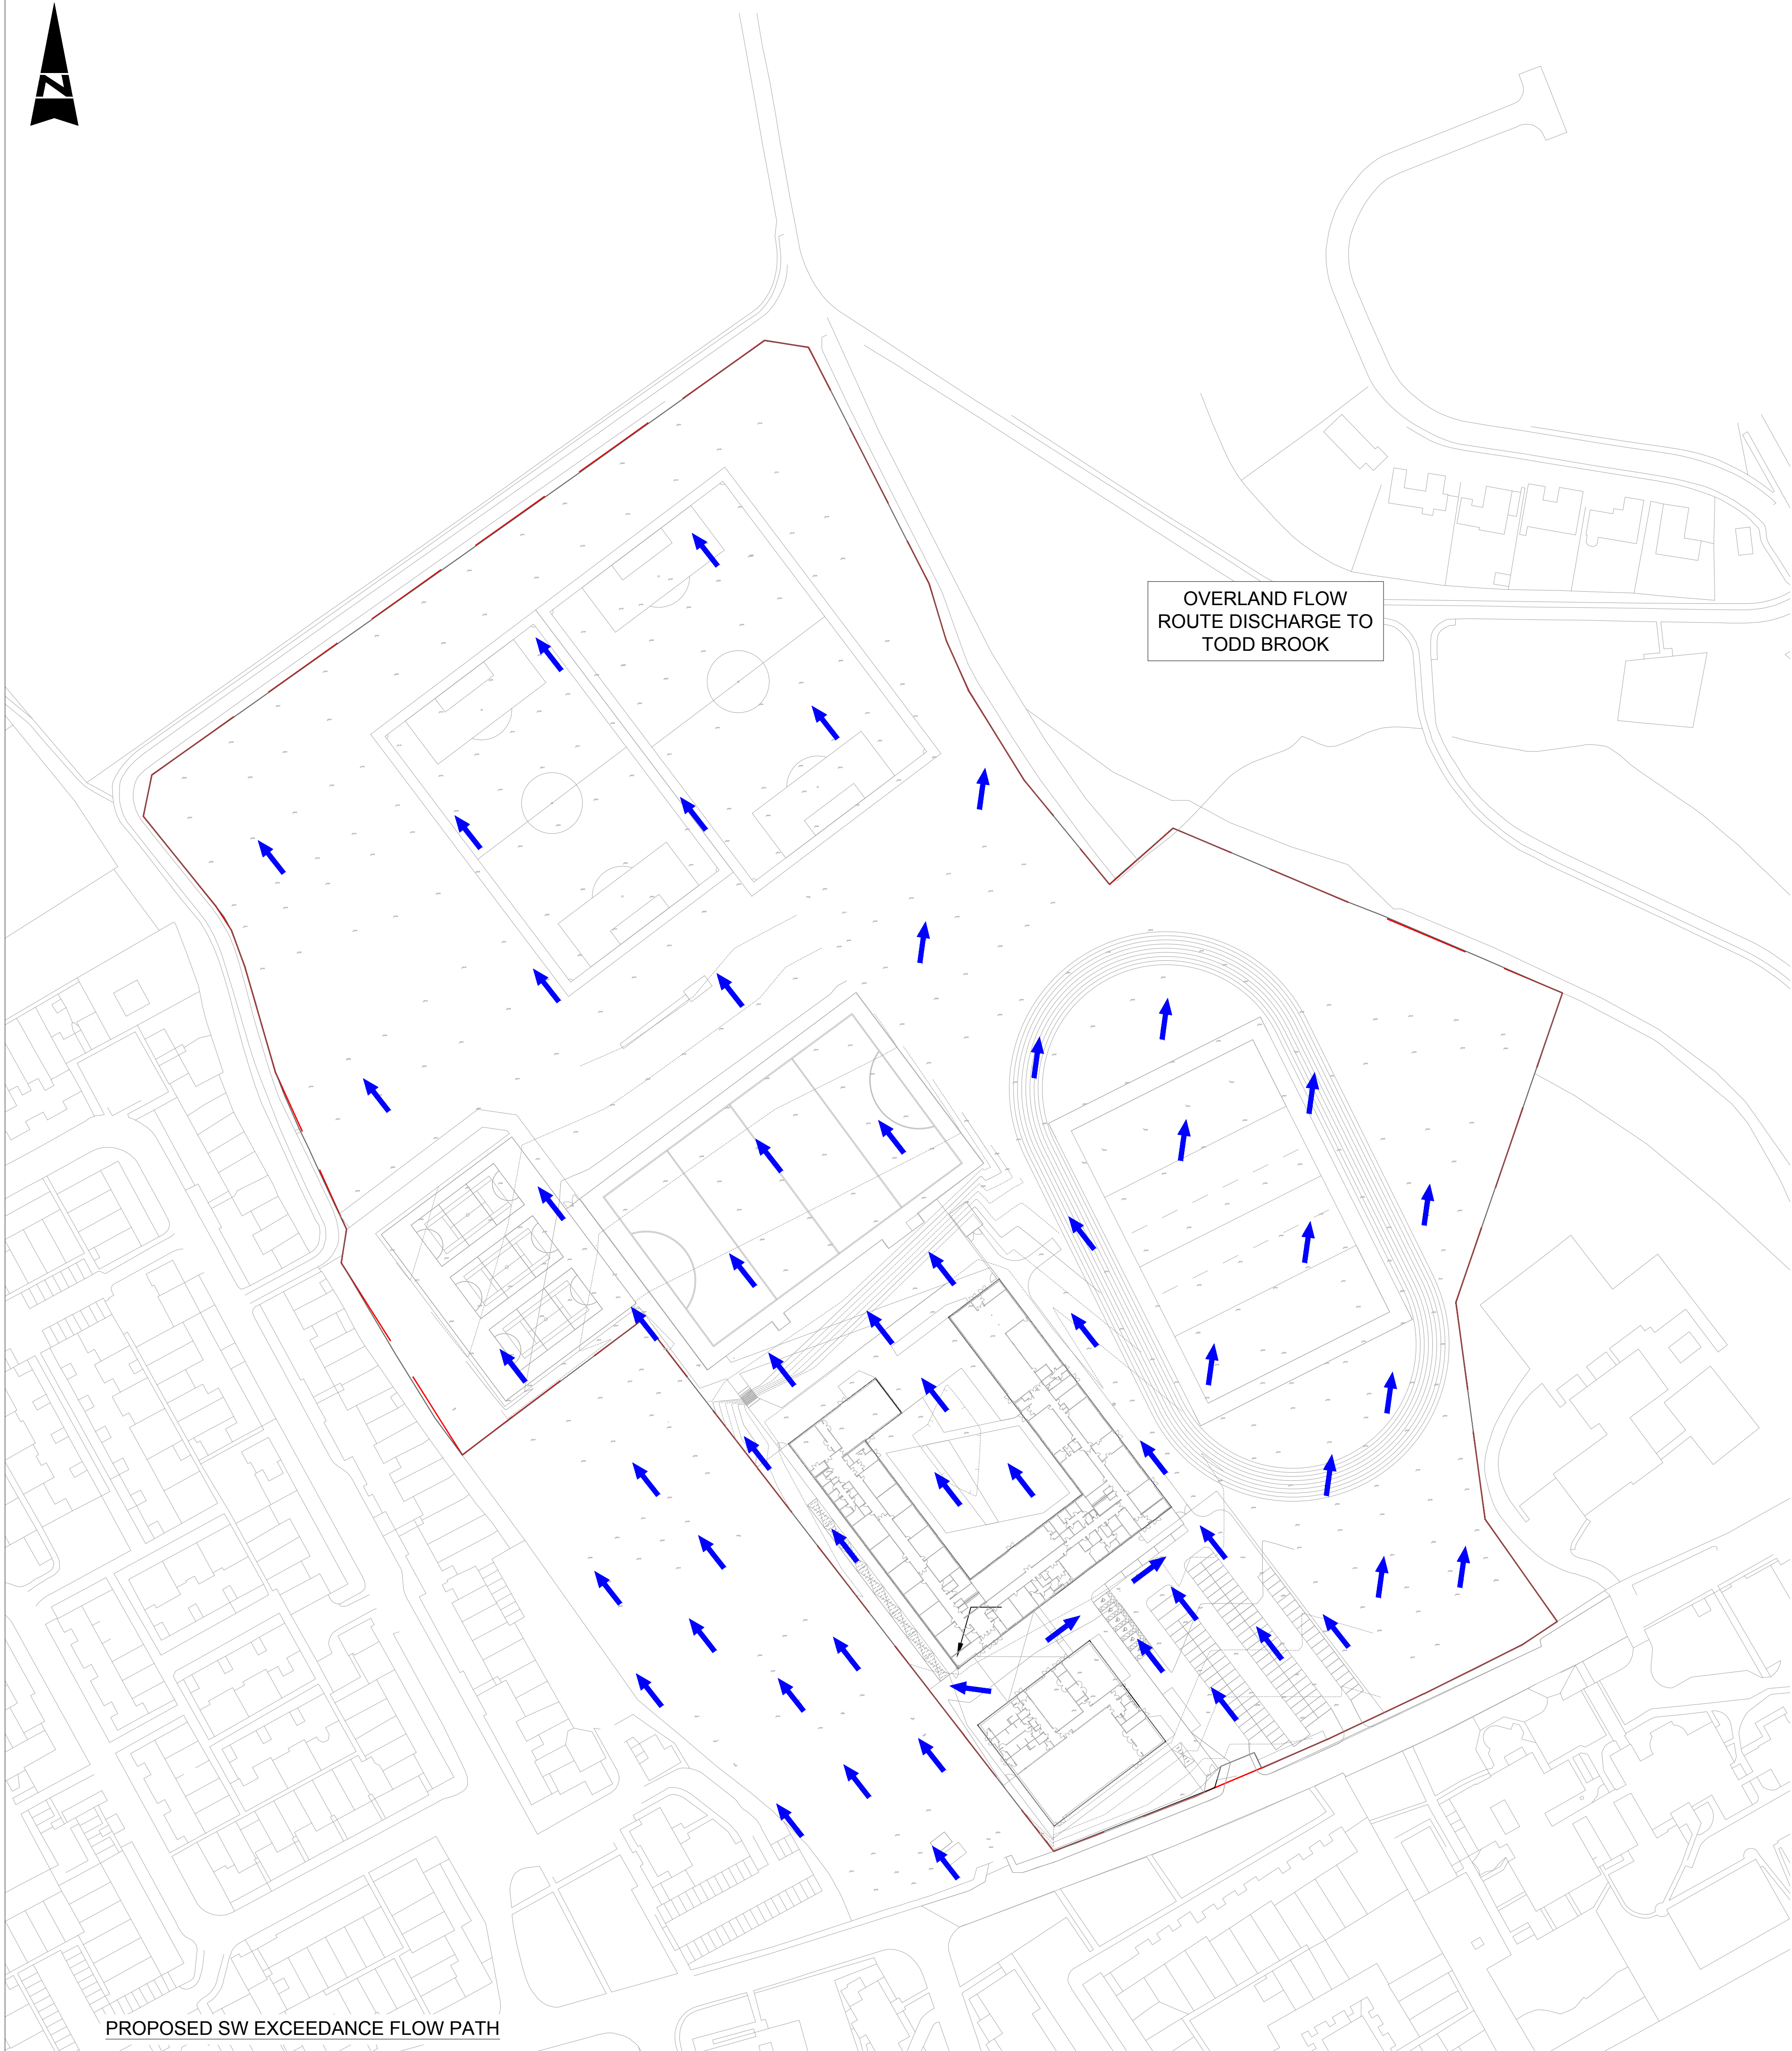 N
OVERLAND FLOW
ROUTE DISCHARGE TO
TODD BROOK
PROPOSED SW EXCEEDANCE FLOW PATH